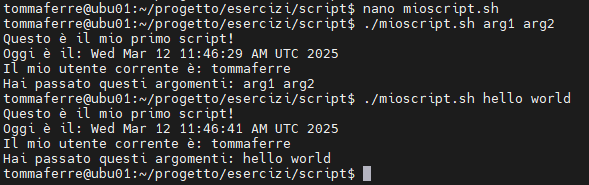 tommaferre@ubu01:~/progetto/esercizi/script$ nano mioscript.sh
tommaferre@ubu01:~/progetto/esercizi/script$ ./mioscript.sh arg1 arg2
Questo è il mio primo script!
Oggi è il: Wed Mar 12 11:46:29 AM UTC 2025
Il mio utente corrente è: tommaferre
Hai passato questi argomenti: arg1 arg2
tommaferre@ubu01:~/progetto/esercizi/script$ ./mioscript.sh hello world
Questo è il mio primo script!
Oggi è il: Wed Mar 12 11:46:41 AM UTC 2025
Il mio utente corrente è: tommaferre
Hai passato questi argomenti: hello world
tommaferre@ubu01:~/progetto/esercizi/script$